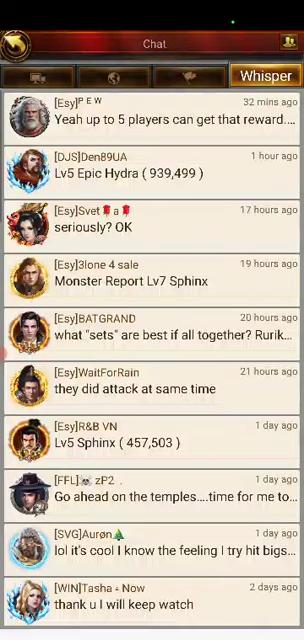 Chat
Whisper
[Esy]ᴾ ᴱ ᵂ 32 mins ago
Yeah up to 5 players can get that reward....
[DJS]Den89UA 1 hour ago
Lv5 Epic Hydra ( 939,499 )
[Esy]Svet🌹a🌹 17 hours ago
seriously? OK
[Esy]3lone 4 sale 19 hours ago
Monster Report Lv7 Sphinx
[Esy]BATGRAND 20 hours ago
what "sets" are best if all together? Rurik...
[Esy]WaitForRain 21 hours ago
they did attack at same time
[Esy]R&B VN 1 day ago
Lv5 Sphinx ( 457,503 )
[FFL]🐼 zP2 . 1 day ago
Go ahead on the temples....time for me to...
[SVG]Aurøn🌲 1 day ago
lol it's cool I know the feeling I try hit bigs...
[WIN]Tasha - Now 2 days ago
thank u I will keep watch